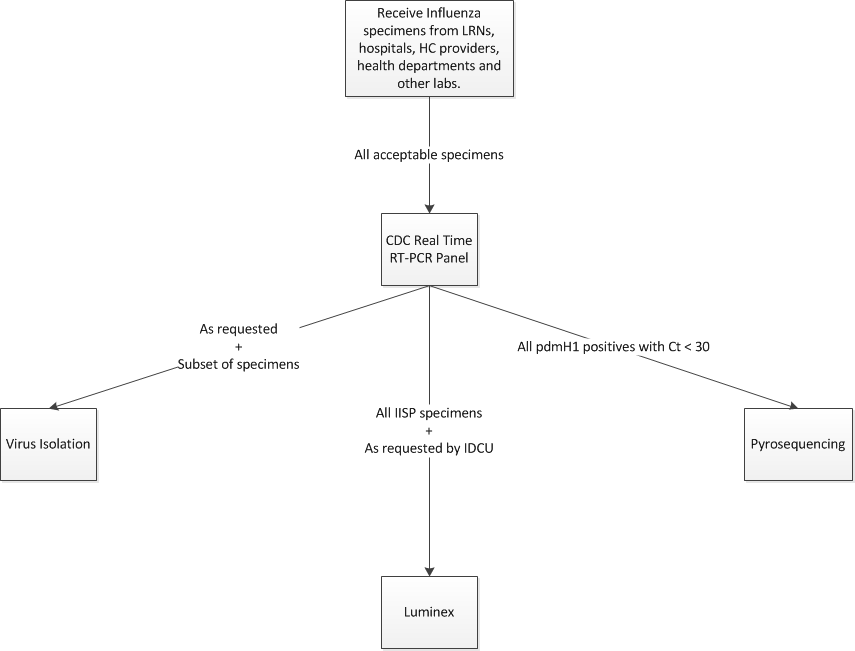 Receive Influenza
specimens from LRNs,
hospitals, HC providers,
health departments and
other labs.
All acceptable specimens
CDC Real Time
RT-PCR Panel
As requested
+
Subset of specimens
All pdmH1 positives with Ct < 30
All IISP specimens
+
As requested by IDCU
Virus Isolation
Pyrosequencing
Luminex